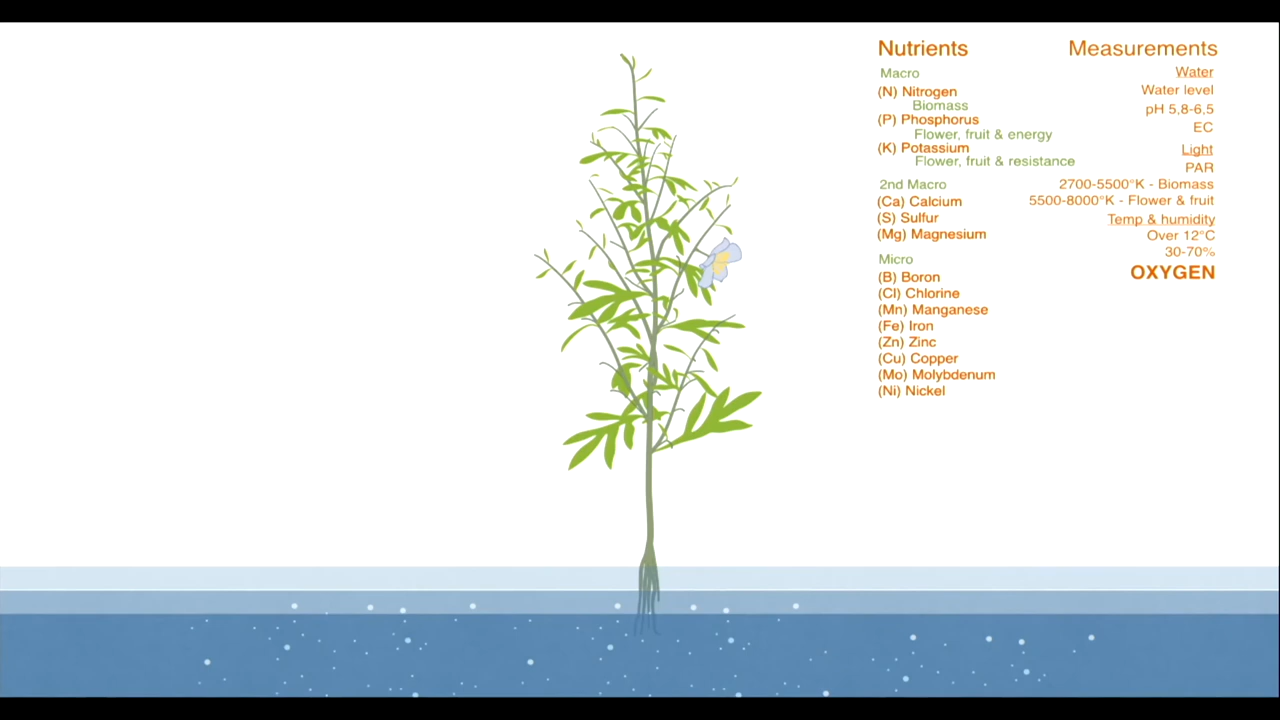 Nutrients
Macro
(N) Nitrogen
Biomass
(P) Phosphorus
Flower, fruit & energy
(K) Potassium
Flower, fruit & resistance
2nd Macro
(Ca) Calcium
(S) Sulfur
(Mg) Magnesium
Micro
(B) Boron
(Cl) Chlorine
(Mn) Manganese
(Fe) Iron
(Zn) Zinc
(Cu) Copper
(Mo) Molybdenum
(Ni) Nickel
Measurements
Water
Water level
pH 5,8-6,5
EC
Light
PAR
2700-5500°K - Biomass
5500-8000°K - Flower & fruit
Temp & humidity
Over 12°C
30-70%
OXYGEN